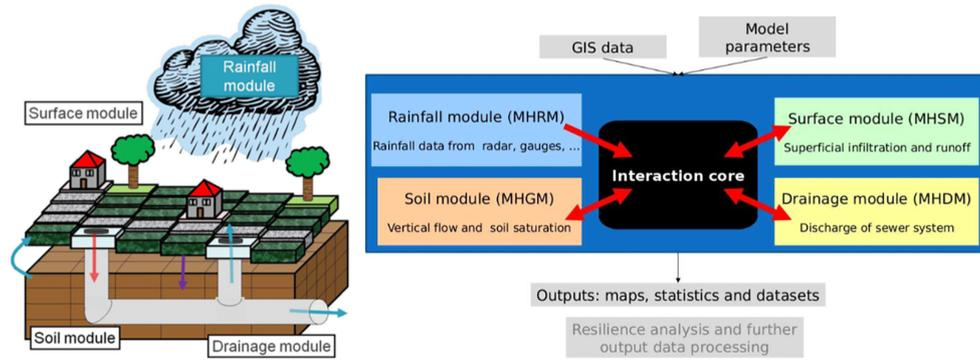 Rainfall
module
Surface module
Soil module
Drainage module
GIS data
Model
parameters
Rainfall module (MHRM)
Rainfall data from radar, gauges, ...
Surface module (MHSM)
Superficial infiltration and runoff
Interaction core
Soil module (MHGM)
Vertical flow and soil saturation
Drainage module (MHDM)
Discharge of sewer system
Outputs: maps, statistics and datasets
Resilience analysis and further
output data processing